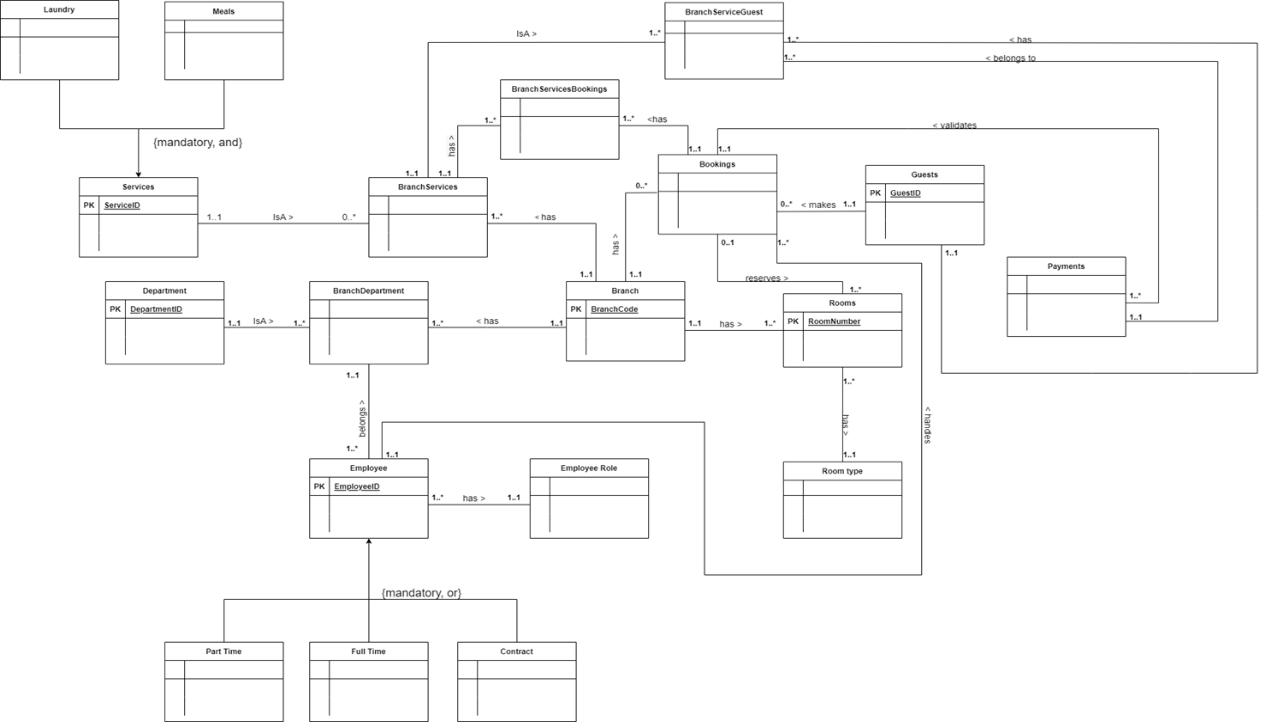 Laundry
Meals
BranchServiceGuest
IsA >
1..*
1..*
< has
1..*
< belongs to
BranchServicesBookings
1..*
1..*
<has
has >
{mandatory, and}
1..1
1..1
< validates
1..1
1..1
Services
BranchServices
Bookings
Guests
PK
ServiceID
0..*
PK
GuestID
1..1
IsA >
0..*
1..*
< has
0..*
< makes
1..1
has >
0..1
1..*
1..1
Payments
1..1
1..1
reserves >
1..*
1..*
Department
BranchDepartment
Branch
Rooms
PK
DepartmentID
PK
BranchCode
PK
RoomNumber
1..1
IsA >
1..*
1..*
< has
1..1
1..1
has >
1..*
1..1
1..1
1..*
belongs >
has >
< handes
1..*
1..1
1..1
Employee
Employee Role
Room type
PK
EmployeeID
1..*
has >
1..1
{mandatory, or}
Part Time
Full Time
Contract